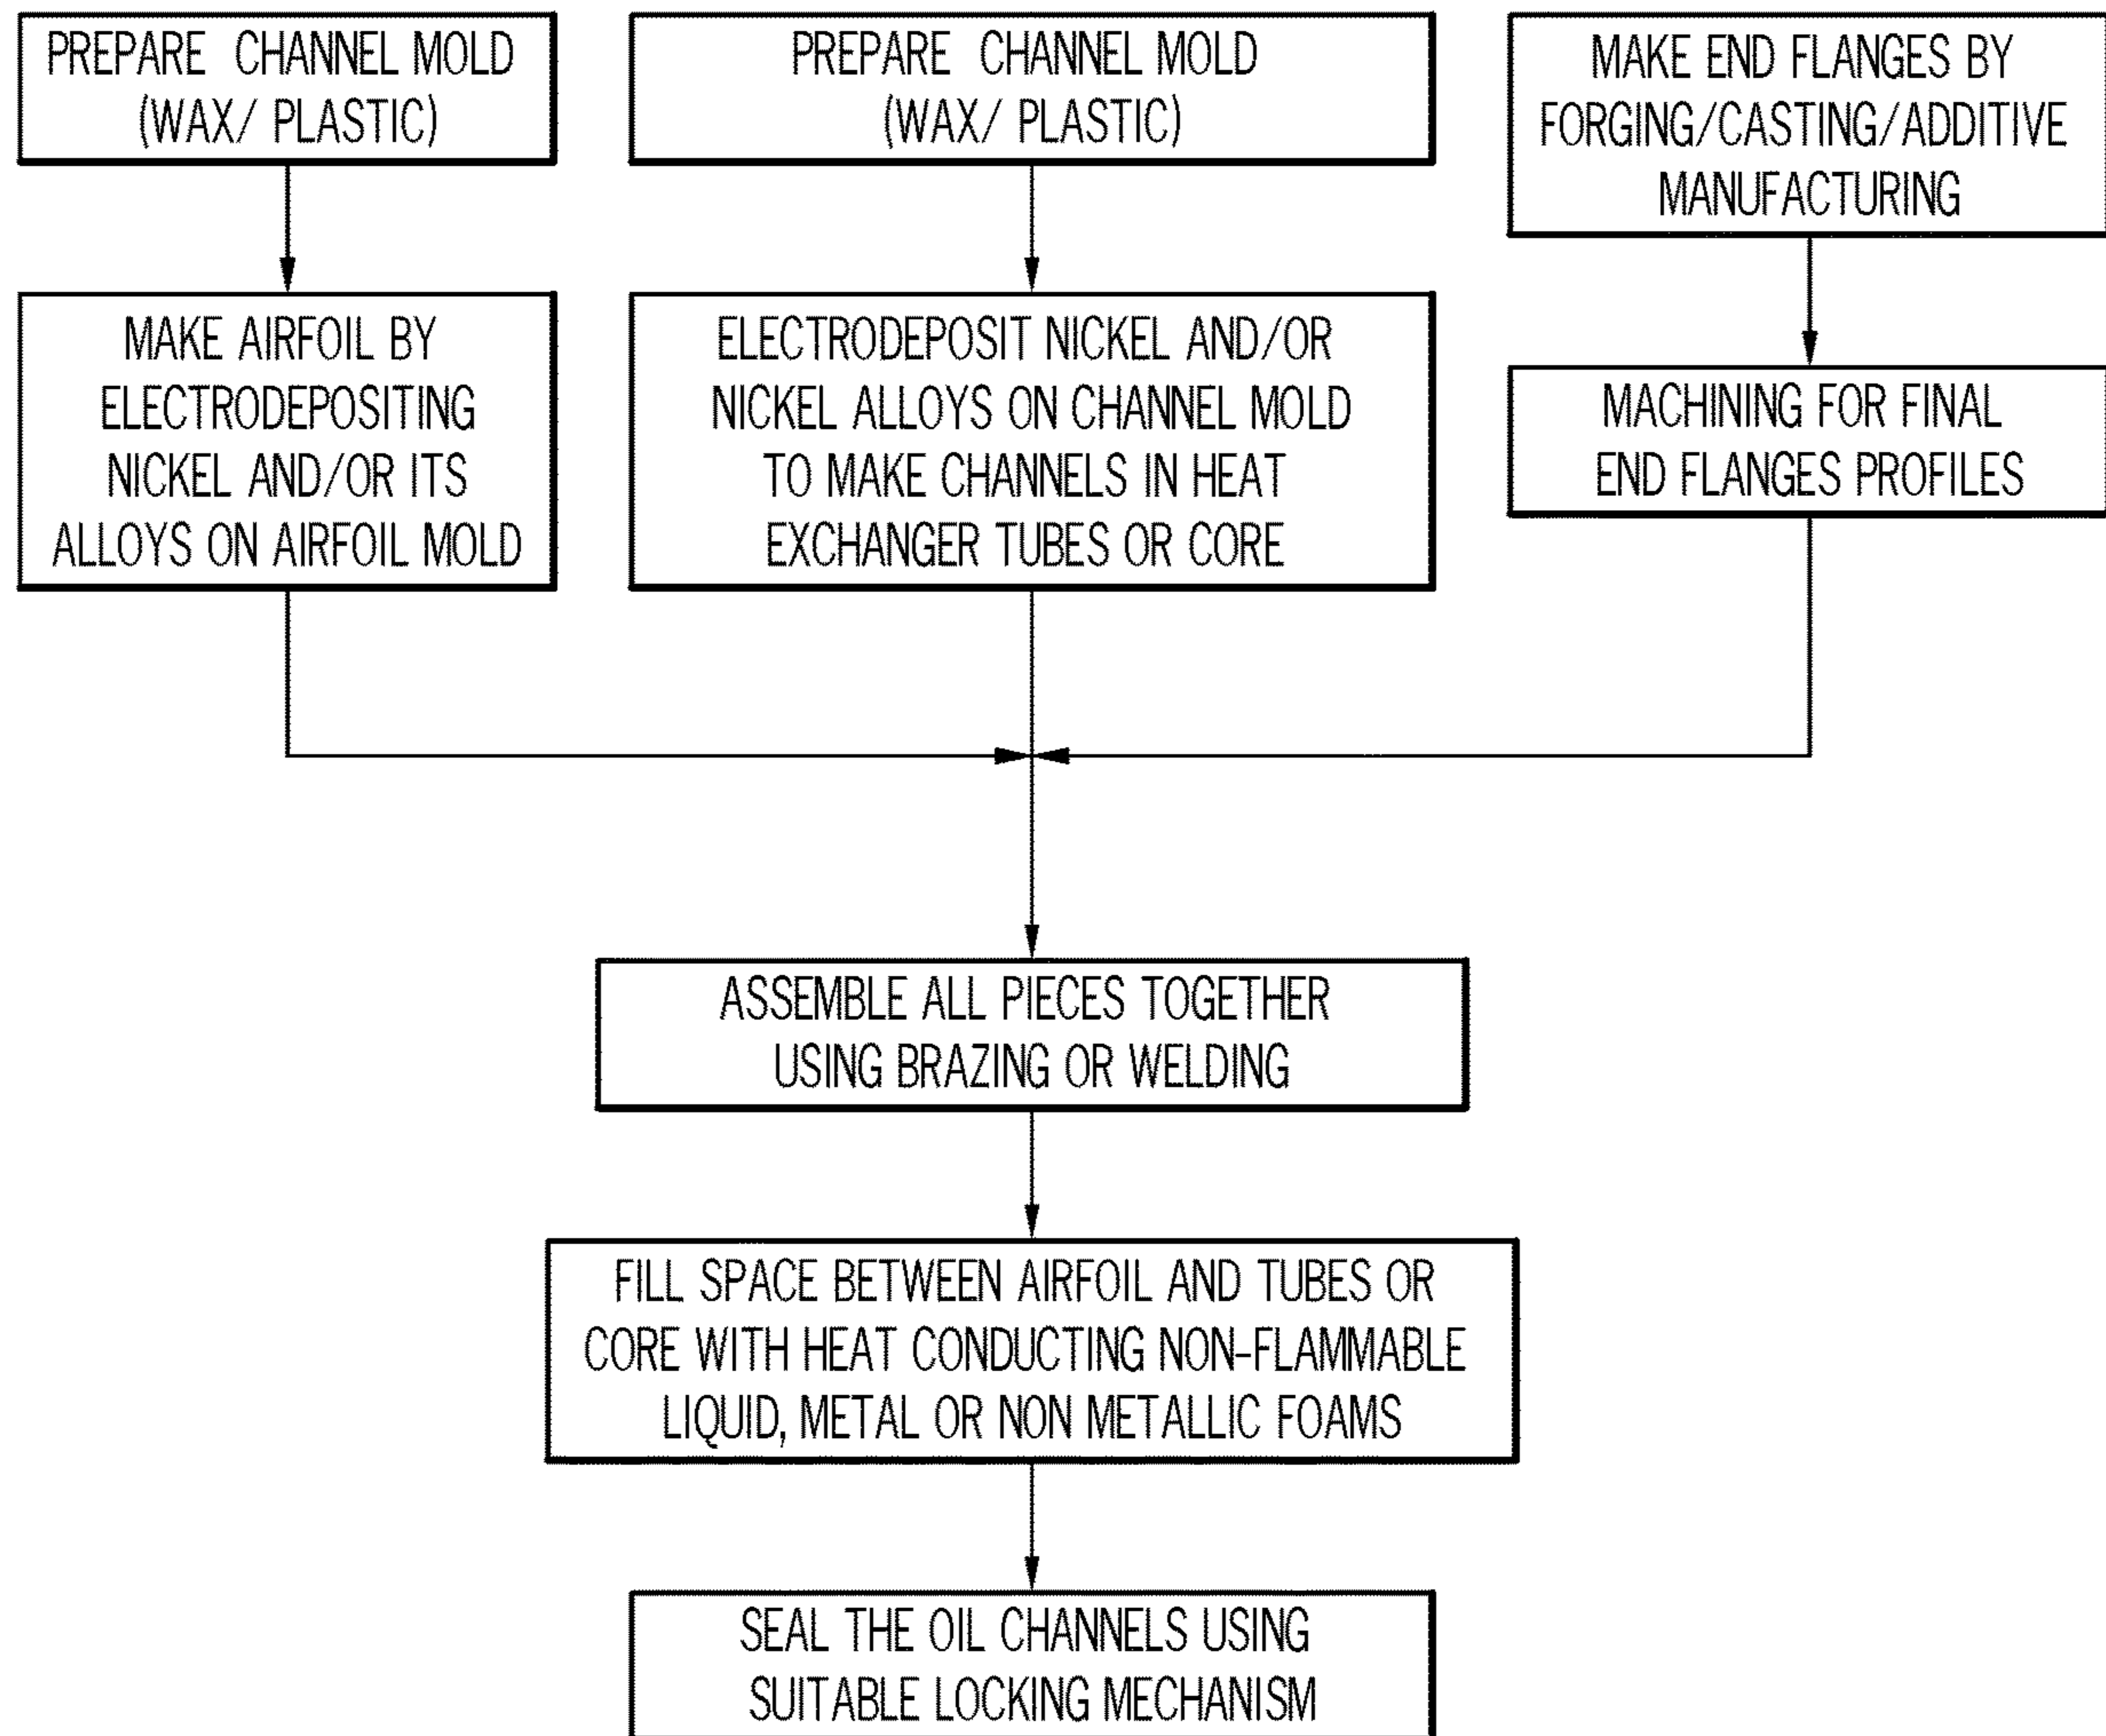 PREPARE CHANNEL MOLD
(WAX/ PLASTIC)
PREPARE CHANNEL MOLD
(WAX/ PLASTIC)
MAKE END FLANGES BY
FORGING/CASTING/ADDITIVE
MANUFACTURING
MAKE AIRFOIL BY
ELECTRODEPOSITING
NICKEL AND/OR ITS
ALLOYS ON AIRFOIL MOLD
ELECTRODEPOSIT NICKEL AND/OR
NICKEL ALLOYS ON CHANNEL MOLD
TO MAKE CHANNELS IN HEAT
EXCHANGER TUBES OR CORE
MACHINING FOR FINAL
END FLANGES PROFILES
ASSEMBLE ALL PIECES TOGETHER
USING BRAZING OR WELDING
FILL SPACE BETWEEN AIRFOIL AND TUBES OR
CORE WITH HEAT CONDUCTING NON-FLAMMABLE
LIQUID, METAL OR NON METALLIC FOAMS
SEAL THE OIL CHANNELS USING
SUITABLE LOCKING MECHANISM